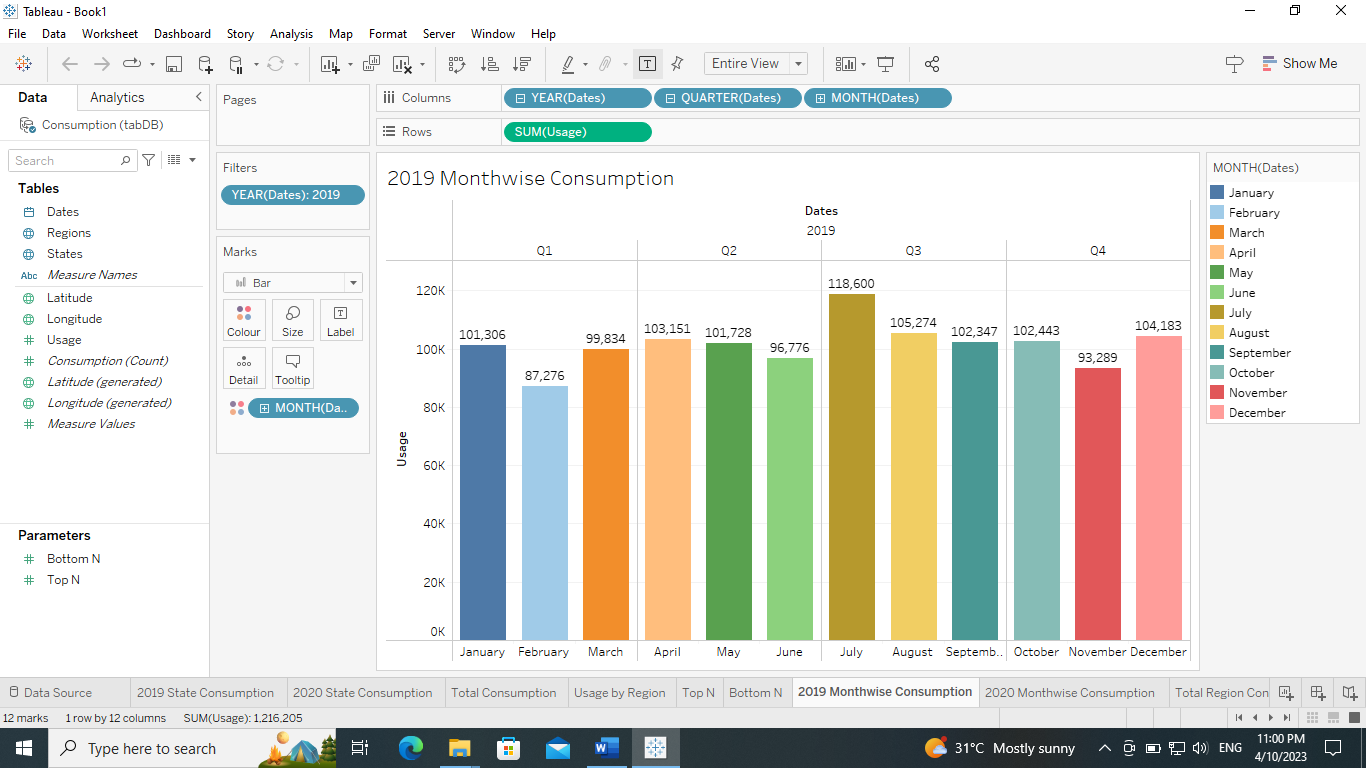 Tableau - Book1
File Data Worksheet Dashboard Story Analysis Map Format Server Window Help
Entire View
Show Me
Data Analytics
Consumption (tabDB)
Search
Tables
Dates
Regions
States
Abc Measure Names
Latitude
Longitude
Usage
Consumption (Count)
Latitude (generated)
Longitude (generated)
Measure Values
Parameters
Bottom N
Top N
Pages
Filters
YEAR(Dates): 2019
Marks
Bar
Colour Size Label
Detail Tooltip
MONTH(Da..
Columns YEAR(Dates) QUARTER(Dates) MONTH(Dates)
Rows SUM(Usage)
2019 Monthwise Consumption
Dates
2019
Q1 Q2 Q3 Q4
120K
100K
80K
60K
40K
20K
0K
Usage
101,306
87,276
99,834
103,151
101,728
96,776
118,600
105,274
102,347
102,443
93,289
104,183
January February March April May June July August Septemb.. October November December
MONTH(Dates)
January
February
March
April
May
June
July
August
September
October
November
December
Data Source 2019 State Consumption 2020 State Consumption Total Consumption Usage by Region Top N Bottom N 2019 Monthwise Consumption 2020 Monthwise Consumption Total Region Con
12 marks 1 row by 12 columns SUM(Usage): 1,216,205
Type here to search
31°C Mostly sunny
ENG
11:00 PM
4/10/2023